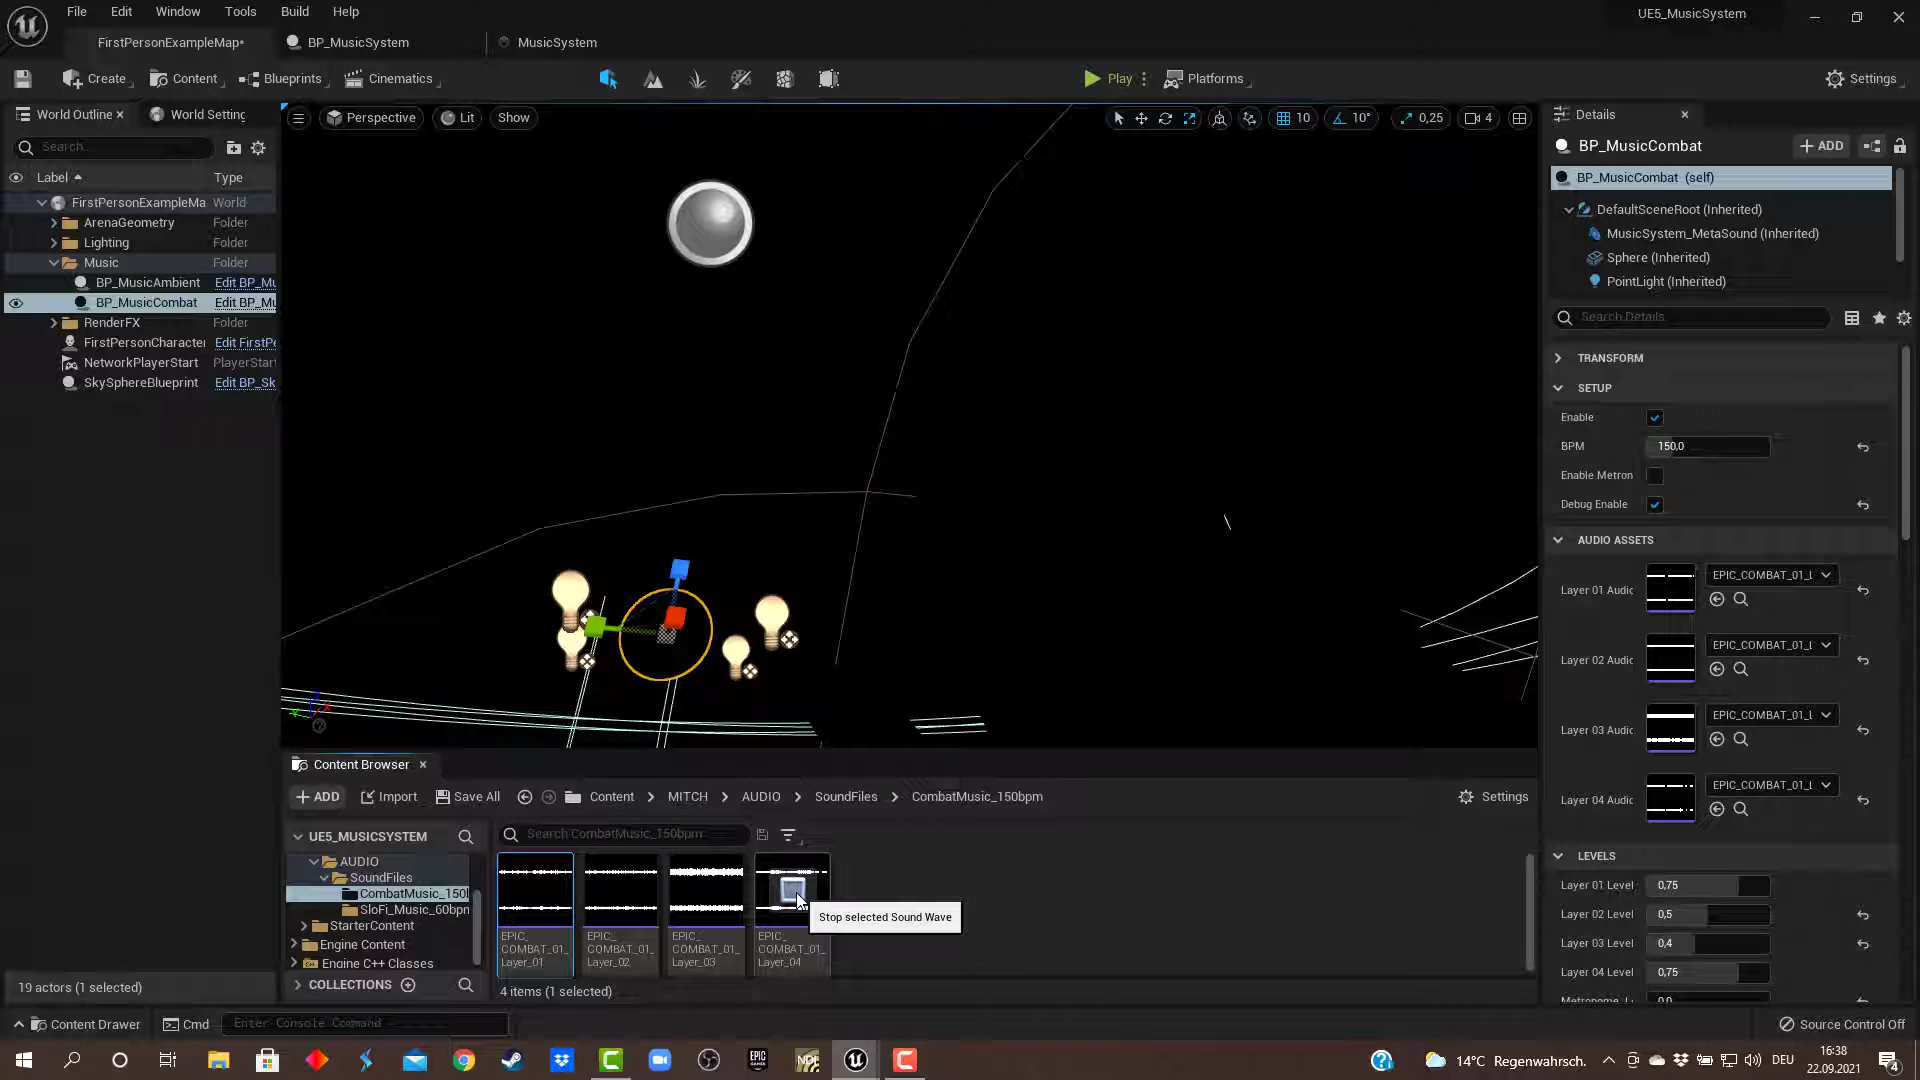 File Edit Window Tools Build Help
UE5_MusicSystem
FirstPersonExampleMap*
BP_MusicSystem
MusicSystem
Create
Content
Blueprints
Cinematics
Play
Platforms
Settings
World Outline
World Setting
Search...
Label
Type
FirstPersonExampleMa World
ArenaGeometry Folder
Lighting Folder
Music Folder
BP_MusicAmbient Edit BP_Mu
BP_MusicCombat Edit BP_Mu
RenderFX Folder
FirstPersonCharacter Edit FirstPe
NetworkPlayerStart PlayerStart
SkySphereBlueprint Edit BP_Sk
19 actors (1 selected)
Perspective
Lit
Show
10
10°
0,25
4
Details
BP_MusicCombat
+ ADD
BP_MusicCombat (self)
DefaultSceneRoot (Inherited)
MusicSystem_MetaSound (Inherited)
Sphere (Inherited)
PointLight (Inherited)
Search Details
TRANSFORM
SETUP
Enable
BPM 150,0
Enable Metron
Debug Enable
AUDIO ASSETS
Layer 01 Audic EPIC_COMBAT_01_L
Layer 02 Audic EPIC_COMBAT_01_L
Layer 03 Audic EPIC_COMBAT_01_L
Layer 04 Audic EPIC_COMBAT_01_L
LEVELS
Layer 01 Level 0,75
Layer 02 Level 0,5
Layer 03 Level 0,4
Layer 04 Level 0,75
Metronome 0,0
Content Browser
+ ADD
Import
Save All
Content > MITCH > AUDIO > SoundFiles > CombatMusic_150bpm
Settings
UE5_MUSICSYSTEM
Search CombatMusic_150bpm
AUDIO
SoundFiles
CombatMusic_150l
SloFi_Music_60bpn
StarterContent
Engine Content
Engine C++ Classes
COLLECTIONS
EPIC_
COMBAT_01_
Layer_01
EPIC_
COMBAT_01_
Layer_02
EPIC_
COMBAT_01_
Layer_03
EPIC_
COMBAT_01_
Layer_04
Stop selected Sound Wave
4 items (1 selected)
Content Drawer
Cmd
Enter Console Command
Source Control Off
EPIC
GAMES
NDI
14°C Regenwahrsch.
DEU
16:38
22.09.2021
4